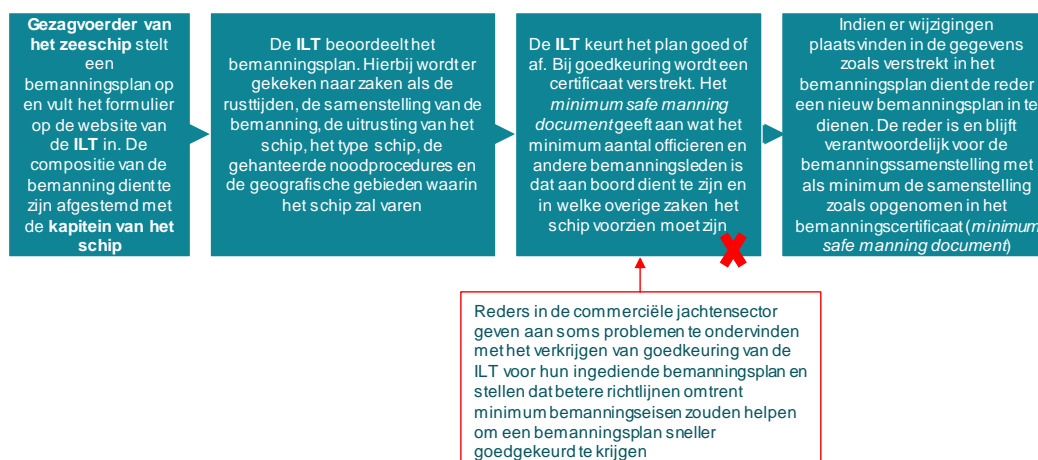 Gezagvoerder van
het zeeschip stelt
een
bemanningsplan op
en vult het formulier
op de website van
de ILT in. De
compositie van de
bemanning dient te
zijn afgestemd met
de kapitein van het
schip
De ILT beoordeelt het
bemanningsplan. Hierbij wordt er
gekeken naar zaken als de
rusttijden, de samenstelling van de
bemanning, de uitrusting van het
schip, het type schip, de
gehanteerde noodprocedures en
de geografische gebieden waarin
het schip zal varen
De ILT keurt het plan goed of
af. Bij goedkeuring wordt een
certificaat verstrekt. Het
minimum safe manning
document geeft aan wat het
minimum aantal officieren en
andere bemanningsleden is
dat aan boord dient te zijn en
in welke overige zaken het
schip voorzien moet zijn
Indien er wijzigingen
plaatsvinden in de gegevens
zoals verstrekt in het
bemanningsplan dient de reder
een nieuw bemanningsplan in te
dienen. De reder is en blijft
verantwoordelijk voor de
bemanningssamenstelling met
als minimum de samenstelling
zoals opgenomen in het
bemanningscertificaat (minimum
safe manning document)
Reders in de commerciële jachtensector
geven aan soms problemen te ondervinden
met het verkrijgen van goedkeuring van de
ILT voor hun ingediende bemanningsplan en
stellen dat betere richtlijnen omtrent
minimum bemanningseisen zouden helpen
om een bemanningsplan sneller
goedgekeurd te krijgen